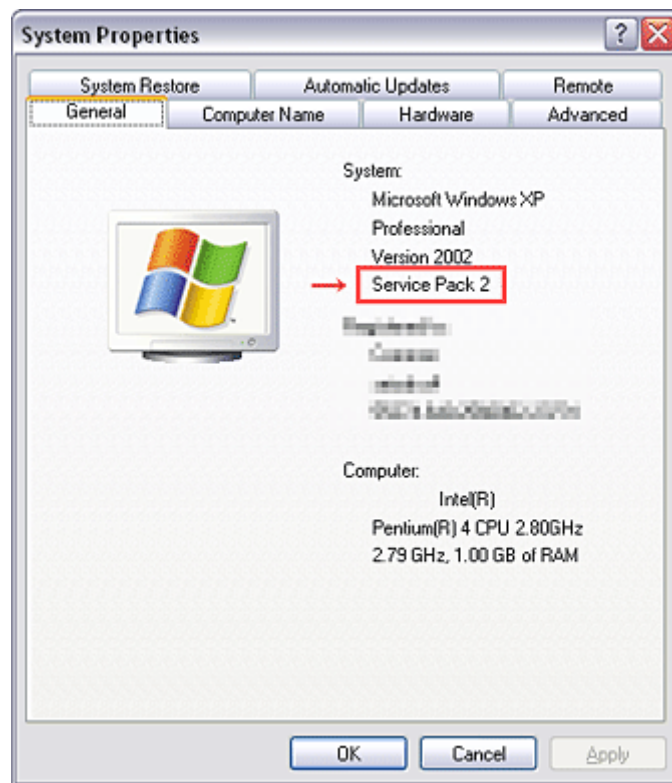 System Properties
System Restore Automatic Updates Remote
General Computer Name Hardware Advanced
System:
Microsoft Windows XP
Professional
Version 2002
Service Pack 2
Computer:
Intel(R)
Pentium(R) 4 CPU 2.80GHz
2.79 GHz, 1.00 GB of RAM
OK Cancel Apply